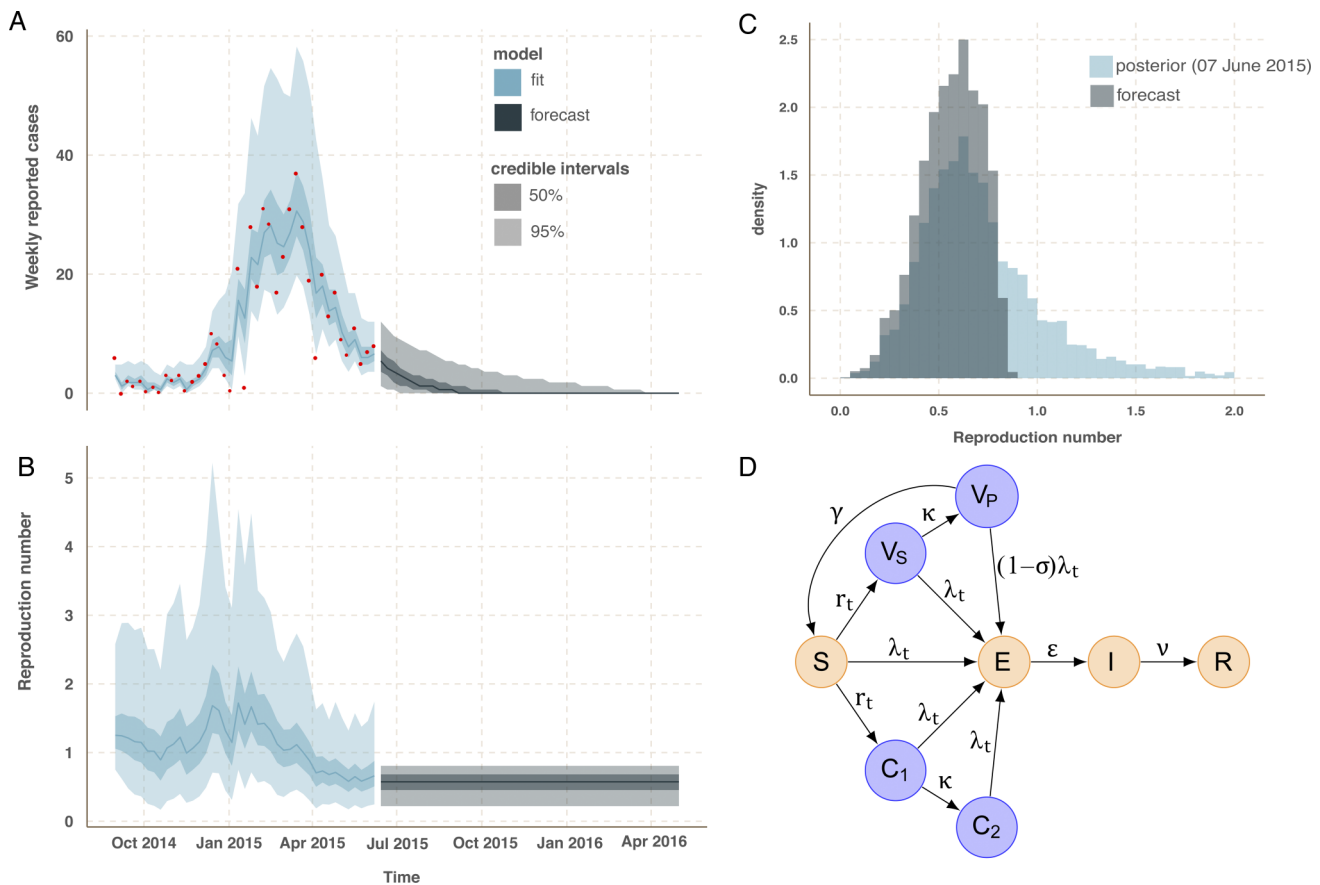 A
60
40
20
0
Weekly reported cases
model
fit
forecast
credible intervals
50%
95%
B
5
4
3
2
1
0
Reproduction number
Oct 2014
Jan 2015
Apr 2015
Jul 2015
Oct 2015
Jan 2016
Apr 2016
Time
C
2.5
2.0
1.5
1.0
0.5
0.0
density
posterior (07 June 2015)
forecast
0.0
0.5
1.0
1.5
2.0
Reproduction number
D
V_P
γ
κ
V_S
(1−σ)λ_t
r_t
λ_t
S
λ_t
E
ε
I
ν
R
r_t
λ_t
λ_t
C_1
κ
C_2